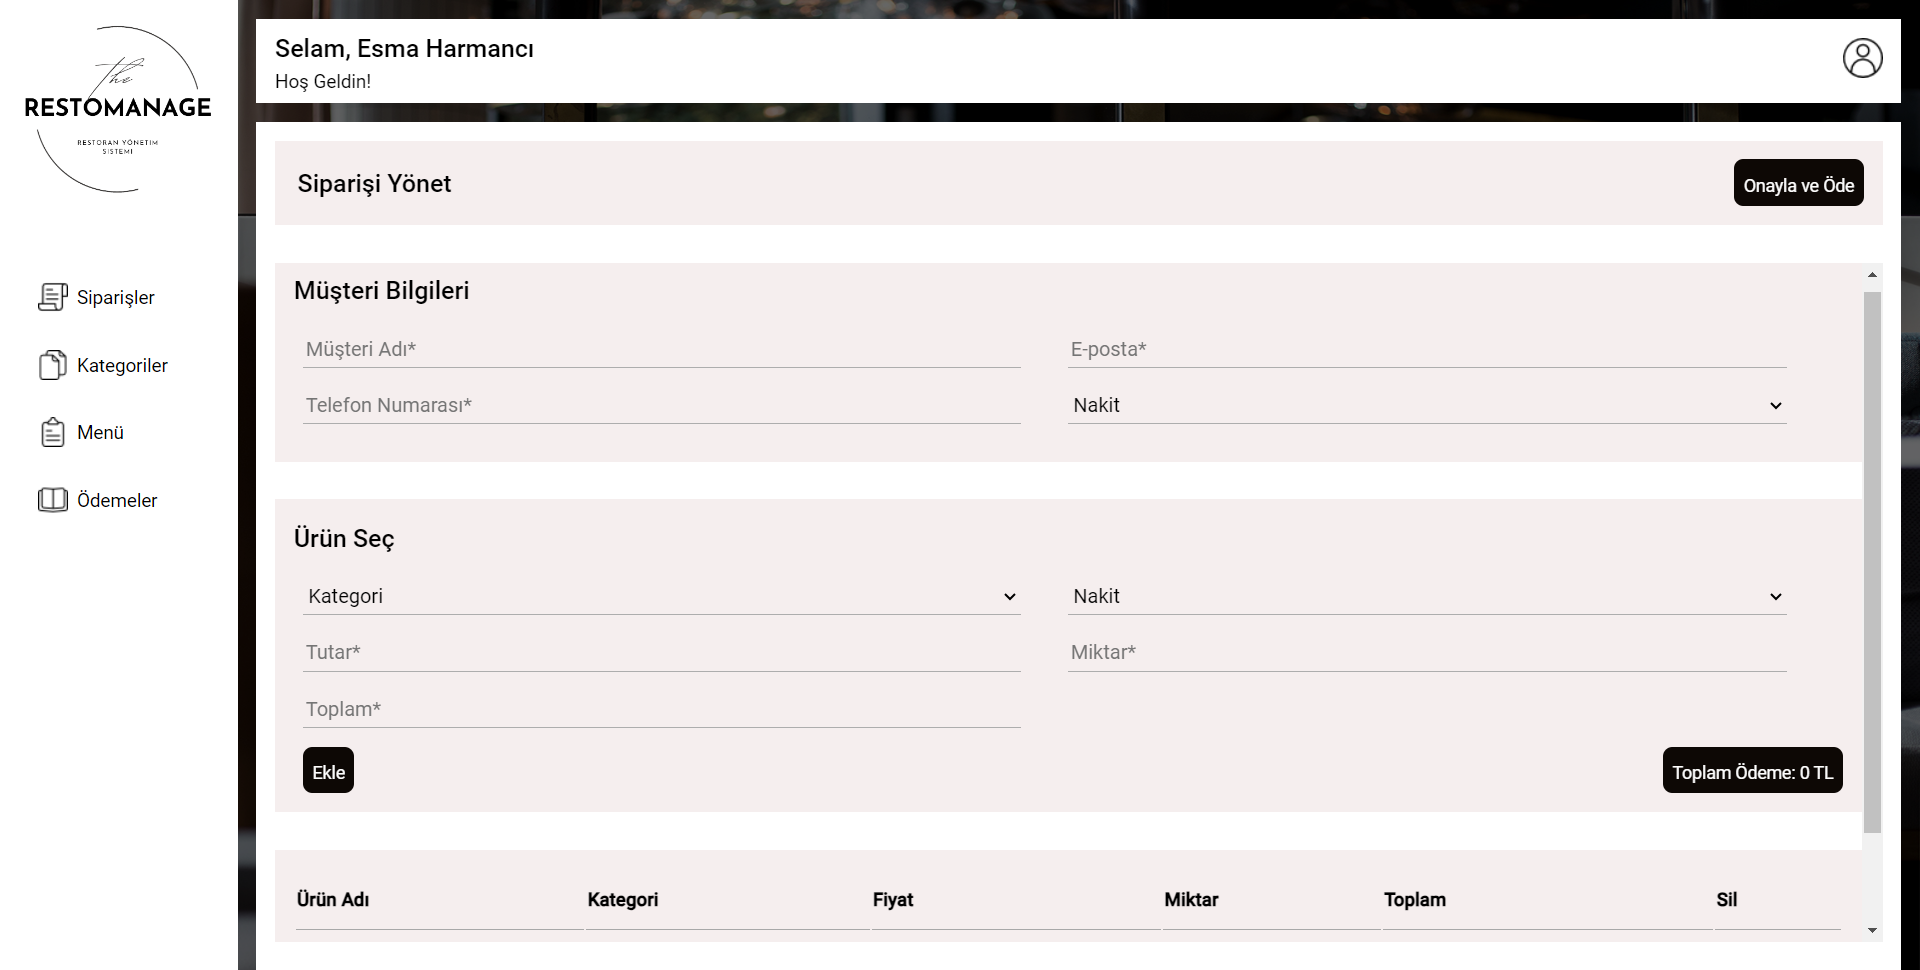 the
RESTOMANAGE
RESTORAN YÖNETİM
SİSTEMİ
Siparişler
Kategoriler
Menü
Ödemeler
Selam, Esma Harmancı
Hoş Geldin!
Siparişi Yönet
Onayla ve Öde
Müşteri Bilgileri
Müşteri Adı* E-posta*
Telefon Numarası* Nakit
Ürün Seç
Kategori Nakit
Tutar* Miktar*
Toplam*
Ekle Toplam Ödeme: 0 TL
Ürün Adı Kategori Fiyat Miktar Toplam Sil